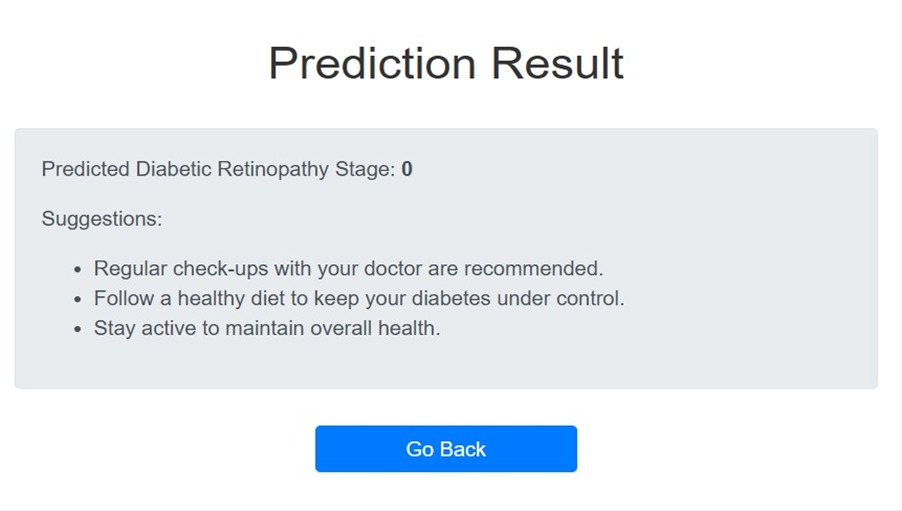 Prediction Result
Predicted Diabetic Retinopathy Stage: 0
Suggestions:
• Regular check-ups with your doctor are recommended.
• Follow a healthy diet to keep your diabetes under control.
• Stay active to maintain overall health.
Go Back